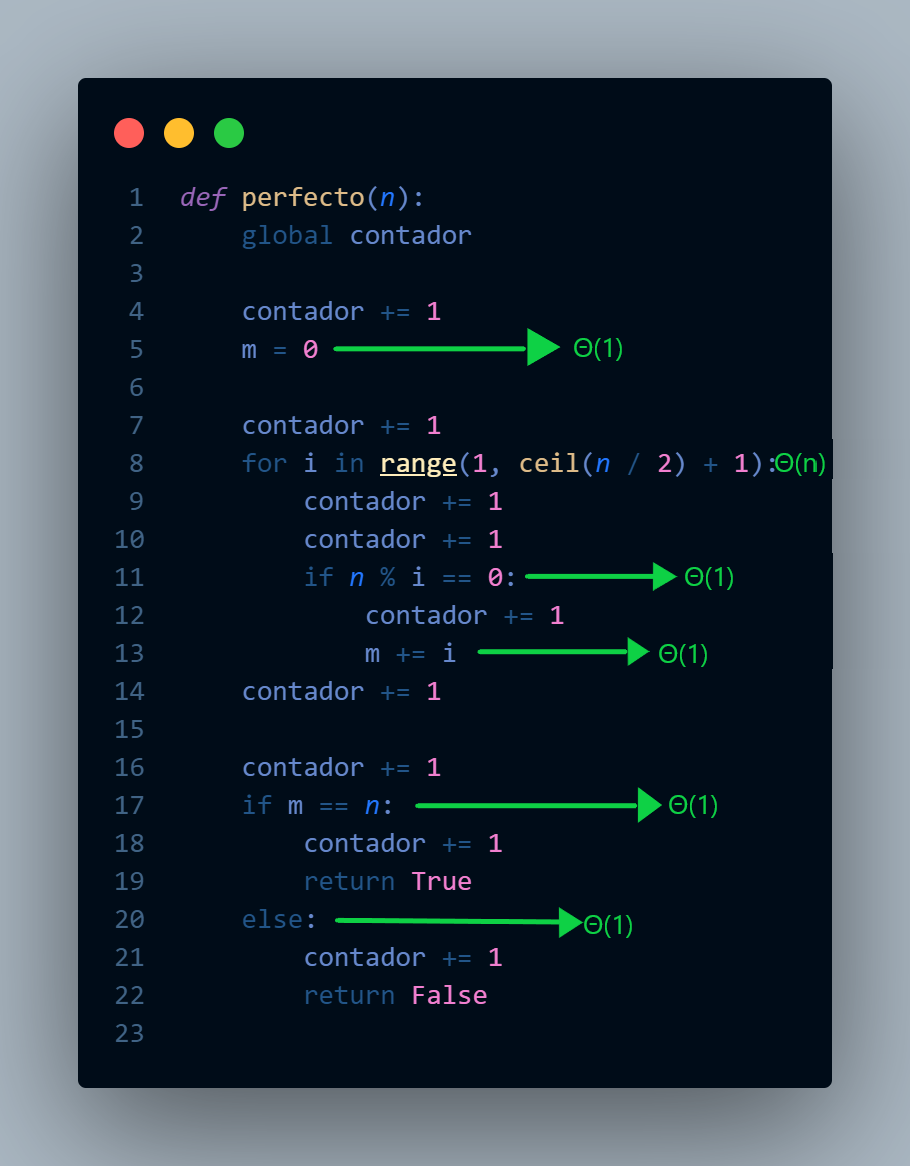 1 def perfecto(n):
2     global contador
3
4     contador += 1
5     m = 0 Θ(1)
6
7     contador += 1
8     for i in range(1, ceil(n / 2) + 1): Θ(n)
9         contador += 1
10         contador += 1
11         if n % i == 0: Θ(1)
12             contador += 1
13             m += i Θ(1)
14     contador += 1
15
16     contador += 1
17     if m == n: Θ(1)
18         contador += 1
19         return True
20     else: Θ(1)
21         contador += 1
22         return False
23